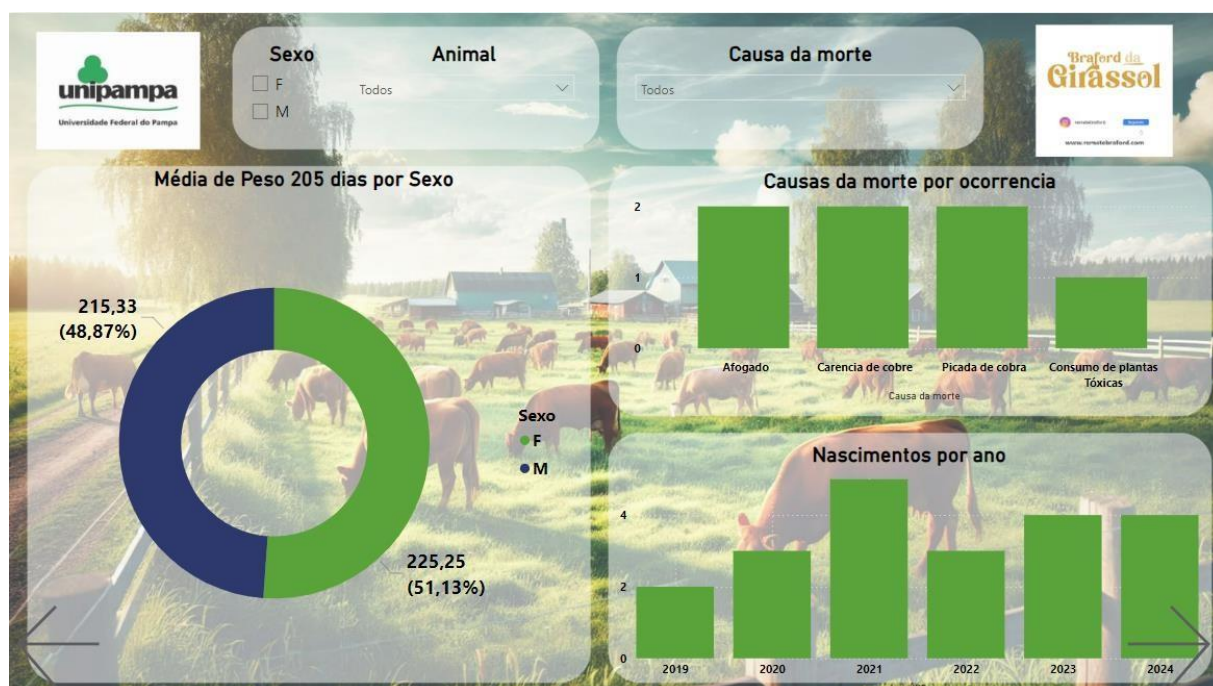 unipampa
Universidade Federal do Pampa
Sexo
F
M
Animal
Todos
Causa da morte
Todos
Braford da
Girassol
www.rematebraford.com
Média de Peso 205 dias por Sexo
215,33
(48,87%)
225,25
(51,13%)
Sexo
F
M
Causas da morte por ocorrencia
2
1
0
Afogado
Carencia de cobre
Picada de cobra
Consumo de plantas
Tóxicas
Causa da morte
Nascimentos por ano
4
2
0
2019
2020
2021
2022
2023
2024